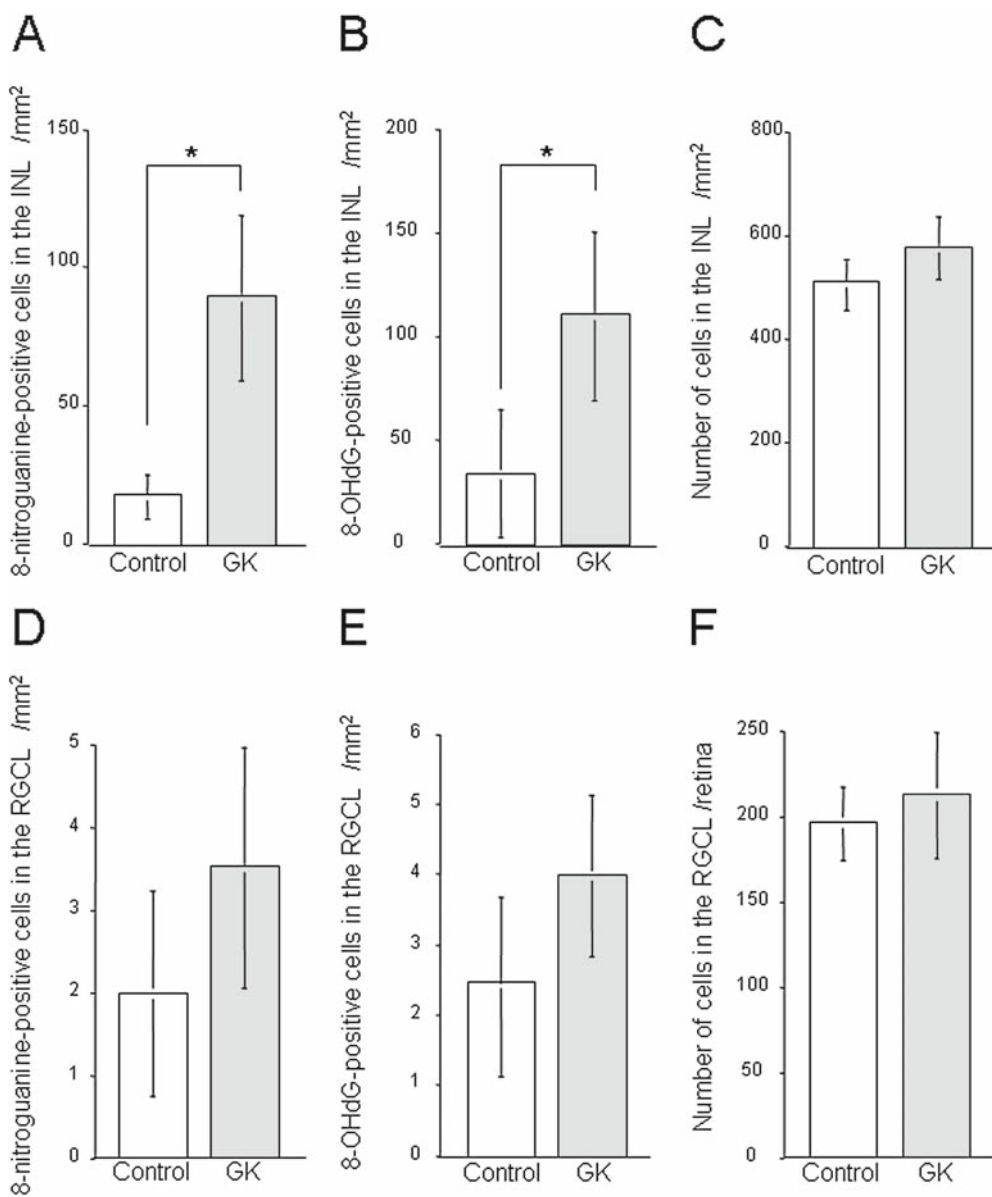 A
8-nitroguanine-positive cells in the INL /mm²
150
100
50
0
*
Control GK
B
8-OHdG-positive cells in the INL /mm²
200
150
100
50
0
*
Control GK
C
Number of cells in the INL /mm²
800
600
400
200
0
Control GK
D
8-nitroguanine-positive cells in the RGCL /mm²
5
4
3
2
1
0
Control GK
E
8-OHdG-positive cells in the RGCL /mm²
6
5
4
3
2
1
0
Control GK
F
Number of cells in the RGCL /retina
250
200
150
100
50
0
Control GK